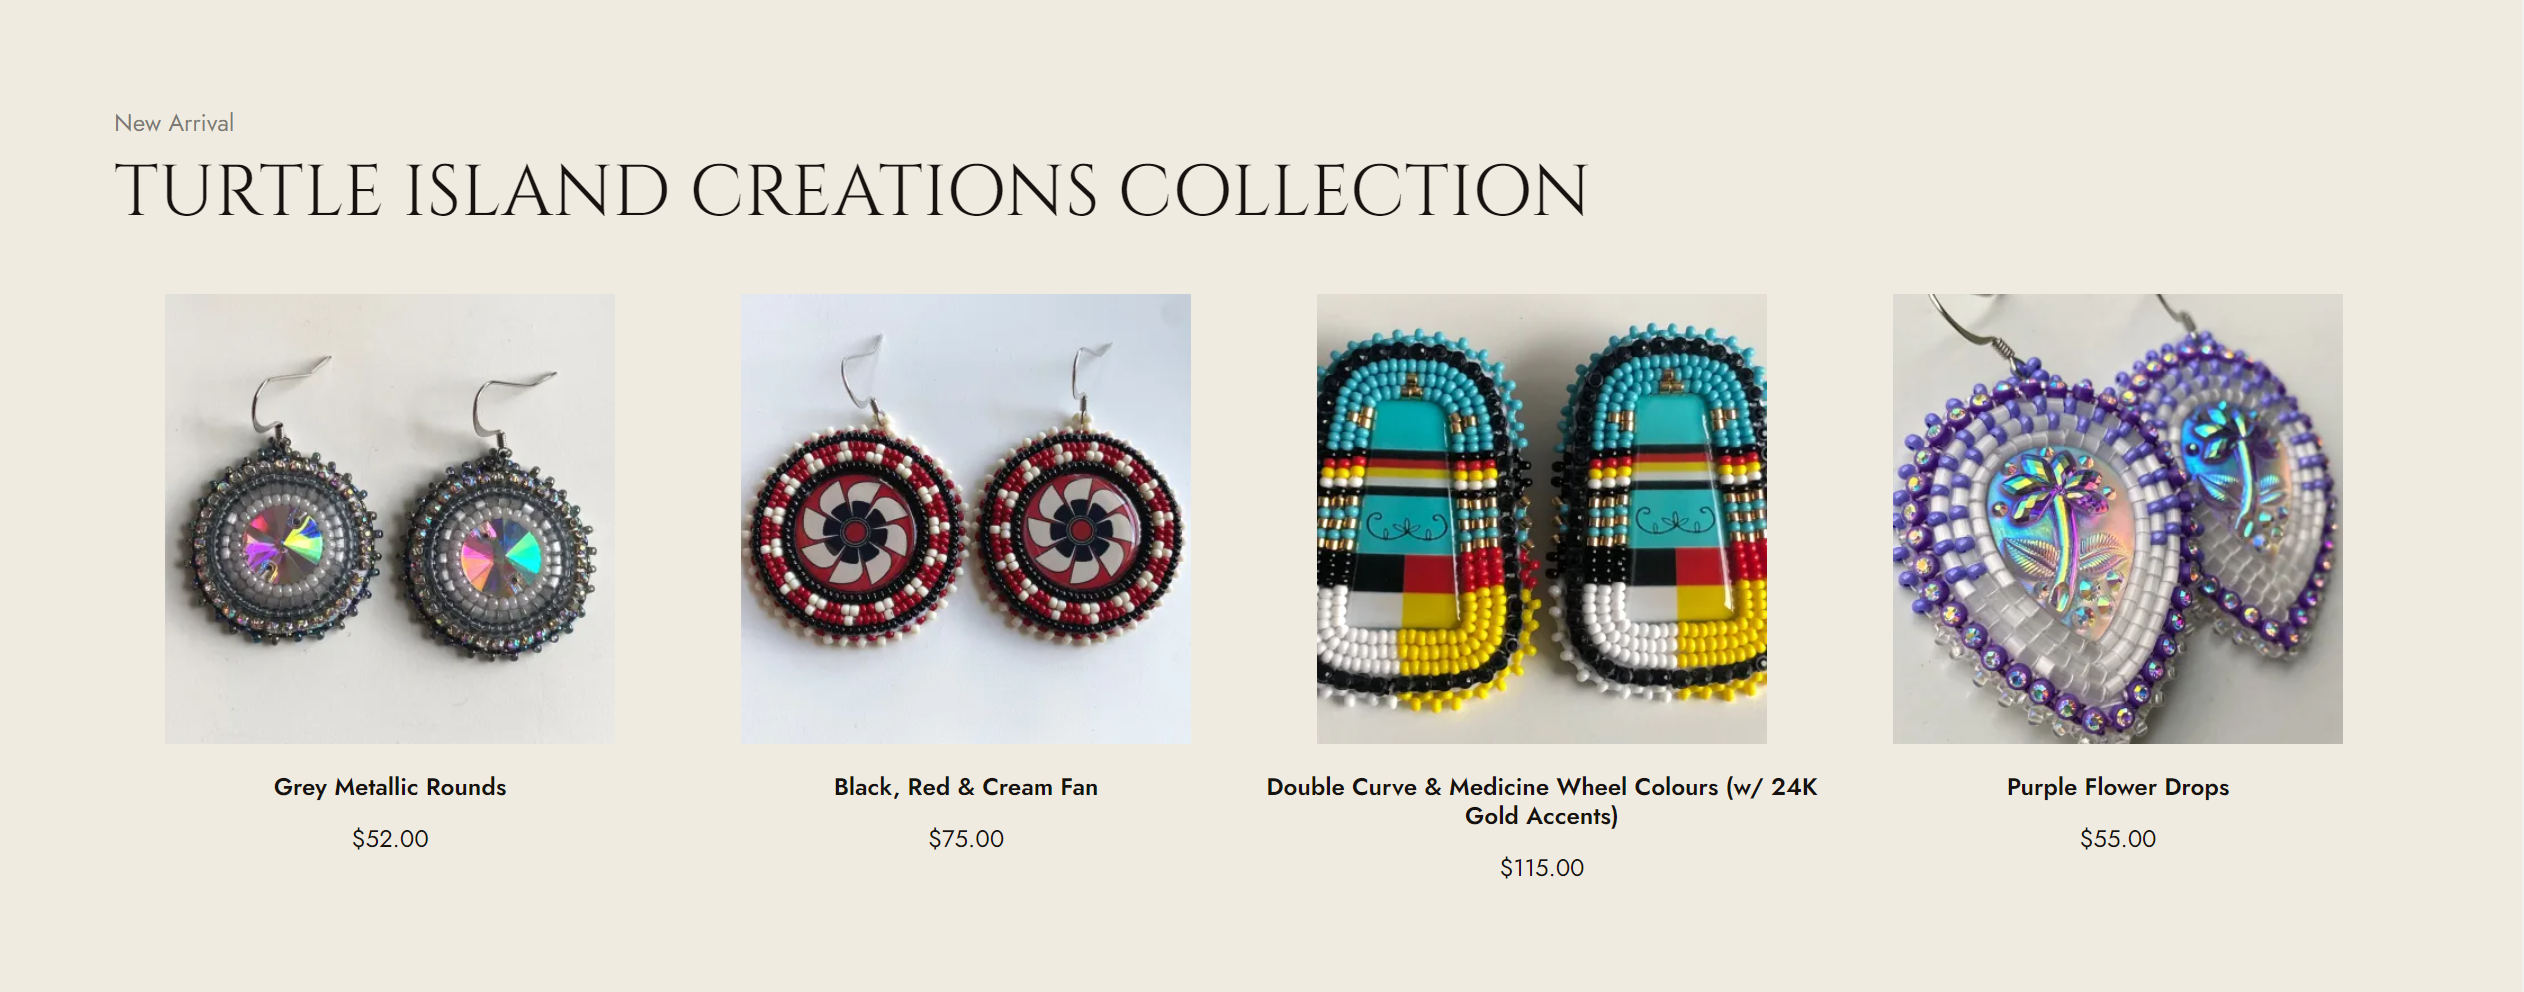 New Arrival
TURTLE ISLAND CREATIONS COLLECTION
Grey Metallic Rounds
$52.00
Black, Red & Cream Fan
$75.00
Double Curve & Medicine Wheel Colours (w/ 24K
Gold Accents)
$115.00
Purple Flower Drops
$55.00